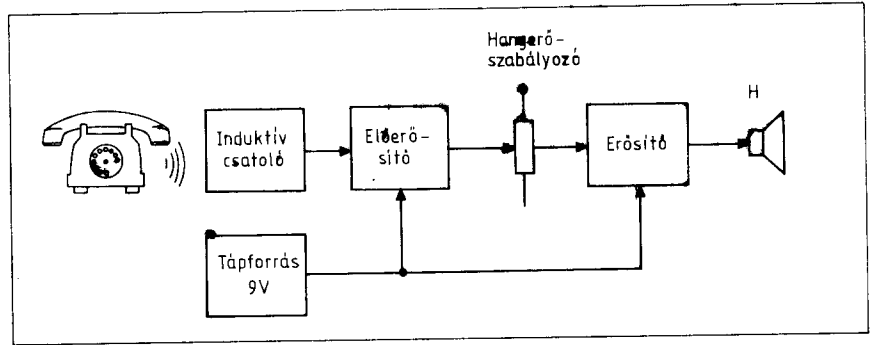 Hangerő-
szabályozó
H
Induktív
csatoló
Előerő-
sítő
Erősítő
Tápforrás
9V